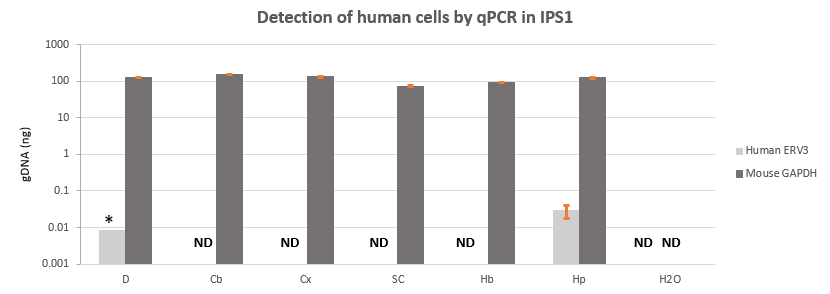 Detection of human cells by qPCR in IPS1
1000
100
10
1
0.1
0.01
0.001
gDNA (ng)
*
ND
ND
ND
ND
ND ND
D
Cb
Cx
SC
Hb
Hp
H2O
Human ERV3
Mouse GAPDH